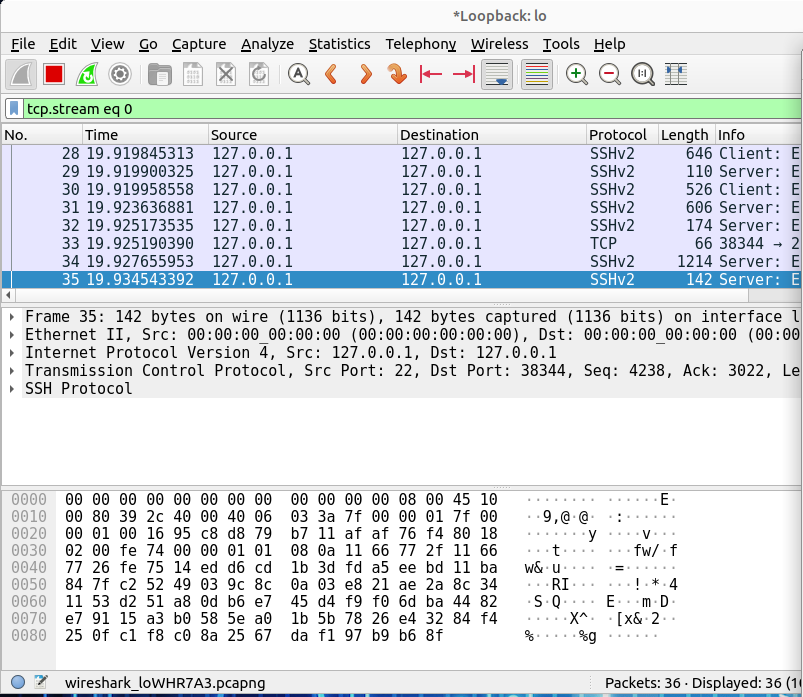 *Loopback: lo
File Edit View Go Capture Analyze Statistics Telephony Wireless Tools Help
tcp.stream eq 0
No. Time Source Destination Protocol Length Info
28 19.919845313 127.0.0.1 127.0.0.1 SSHv2 646 Client: E
29 19.919900325 127.0.0.1 127.0.0.1 SSHv2 110 Server: E
30 19.919958558 127.0.0.1 127.0.0.1 SSHv2 526 Client: E
31 19.923636881 127.0.0.1 127.0.0.1 SSHv2 606 Server: E
32 19.925173535 127.0.0.1 127.0.0.1 SSHv2 174 Server: E
33 19.925190390 127.0.0.1 127.0.0.1 TCP 66 38344 → 2
34 19.927655953 127.0.0.1 127.0.0.1 SSHv2 1214 Server: E
35 19.934543392 127.0.0.1 127.0.0.1 SSHv2 142 Server: E
Frame 35: 142 bytes on wire (1136 bits), 142 bytes captured (1136 bits) on interface l
Ethernet II, Src: 00:00:00_00:00:00 (00:00:00:00:00:00), Dst: 00:00:00_00:00:00 (00:00
Internet Protocol Version 4, Src: 127.0.0.1, Dst: 127.0.0.1
Transmission Control Protocol, Src Port: 22, Dst Port: 38344, Seq: 4238, Ack: 3022, Le
SSH Protocol
0000 00 00 00 00 00 00 00 00 00 00 00 00 08 00 45 10 ········ ······E·
0010 00 80 39 2c 40 00 40 06 03 3a 7f 00 00 01 7f 00 ··9,@·@· ·:······
0020 00 01 00 16 95 c8 d8 79 b7 11 af af 76 f4 80 18 ·······y ····v···
0030 02 00 fe 74 00 00 01 01 08 0a 11 66 77 2f 11 66 ···t···· ···fw/·f
0040 77 26 fe 75 14 ed d6 cd 1b 3d fd a5 ee bd 11 ba w&·u···· ·=······
0050 84 7f c2 52 49 03 9c 8c 0a 03 e8 21 ae 2a 8c 34 ···RI··· ···!·*·4
0060 11 53 d2 51 a8 0d b6 e7 45 d4 f9 f0 6d ba 44 82 ·S·Q···· E···m·D·
0070 e7 91 15 a3 b0 58 5e a0 1b 5b 78 26 e4 32 84 f4 ·····X^· ·[x&·2··
0080 25 0f c1 f8 c0 8a 25 67 da f1 97 b9 b6 8f %·····%g ······
wireshark_loWHR7A3.pcapng Packets: 36 · Displayed: 36 (10